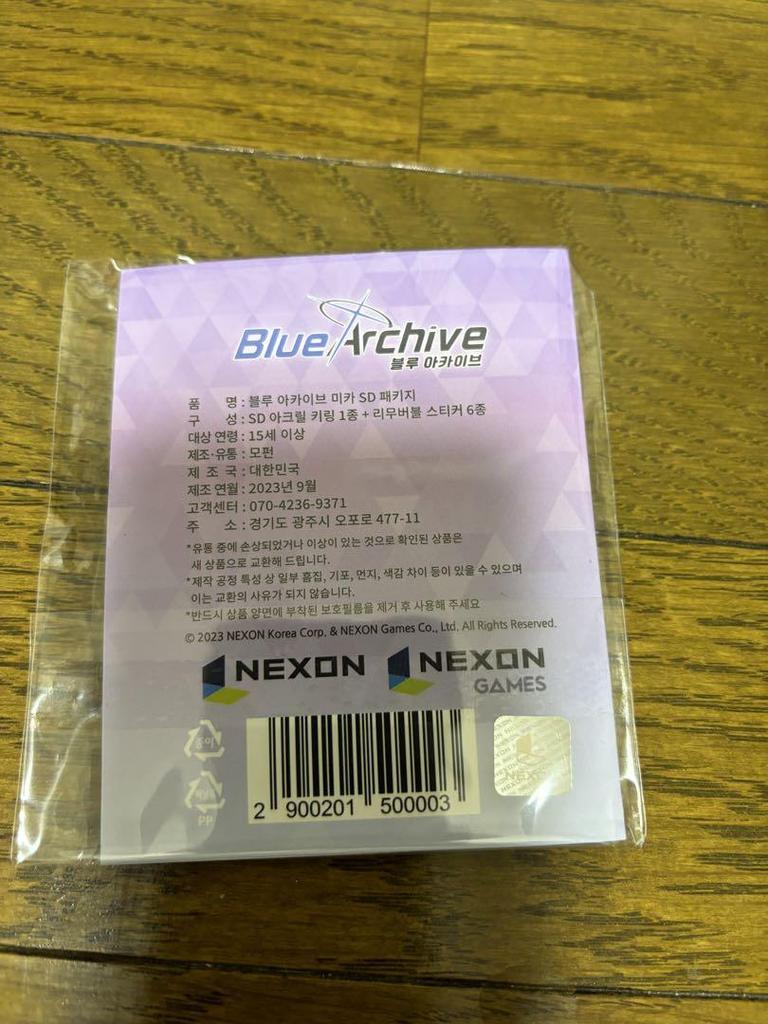 Blue Archive
블루 아카이브
품 명 : 블루 아카이브 미카 SD 패키지
구 성 : SD 아크릴 키링 1종 + 리무버블 스티커 6종
대상 연령 : 15세 이상
제조·유통 : 모펀
제 조 국 : 대한민국
제조 연월 : 2023년 9월
고객센터 : 070-4236-9371
주 소 : 경기도 광주시 오포로 477-11
*유통 중에 손상되었거나 이상이 있는 것으로 확인된 상품은
새 상품으로 교환해 드립니다.
*제작 공정 특성 상 일부 흠집, 기포, 먼지, 색감 차이 등이 있을 수 있으며
이는 교환의 사유가 되지 않습니다.
*반드시 상품 양면에 부착된 보호필름을 제거 후 사용해 주세요
© 2023 NEXON Korea Corp. & NEXON Games Co., Ltd. All Rights Reserved.
NEXON NEXON
GAMES
종이
PP
2 900201 500003
NEXON